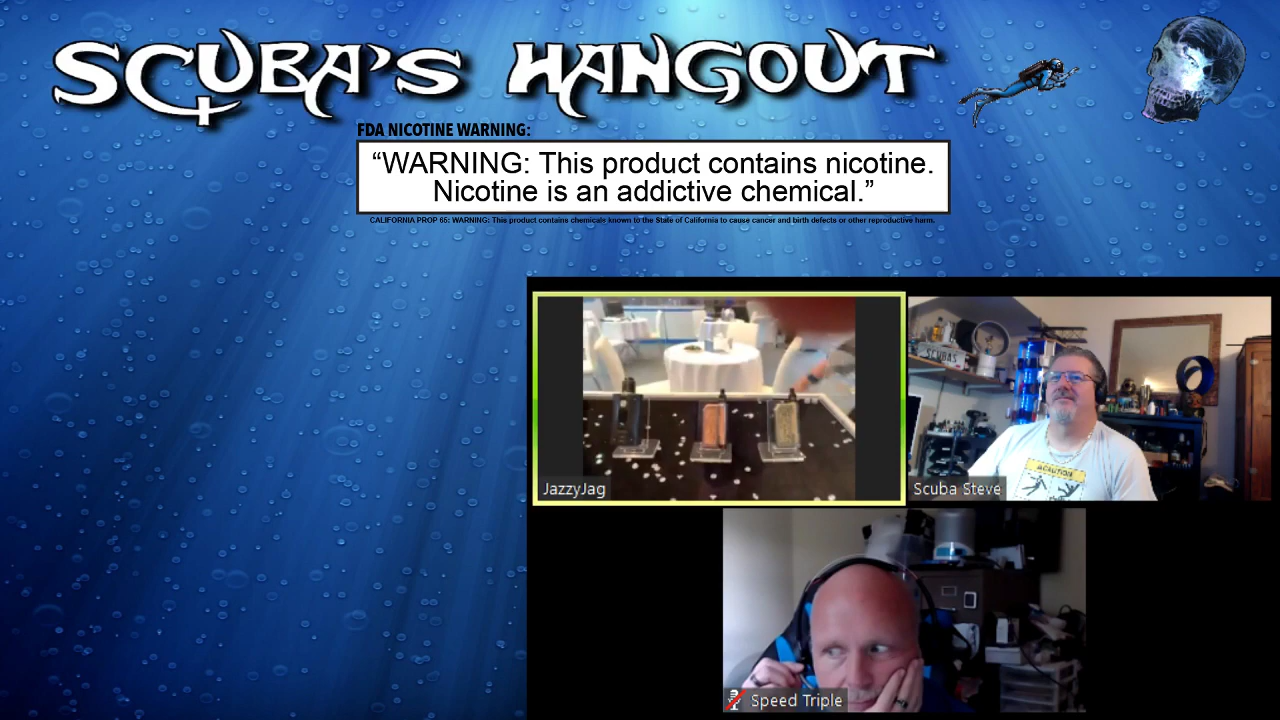 SCUBA'S HANGOUT
FDA NICOTINE WARNING:
“WARNING: This product contains nicotine.
Nicotine is an addictive chemical.”
CALIFORNIA PROP 65: WARNING: This product contains chemicals known to the State of California to cause cancer and birth defects or other reproductive harm.
SCUBAS
CAUTION
JazzyJag
Scuba Steve
Speed Triple